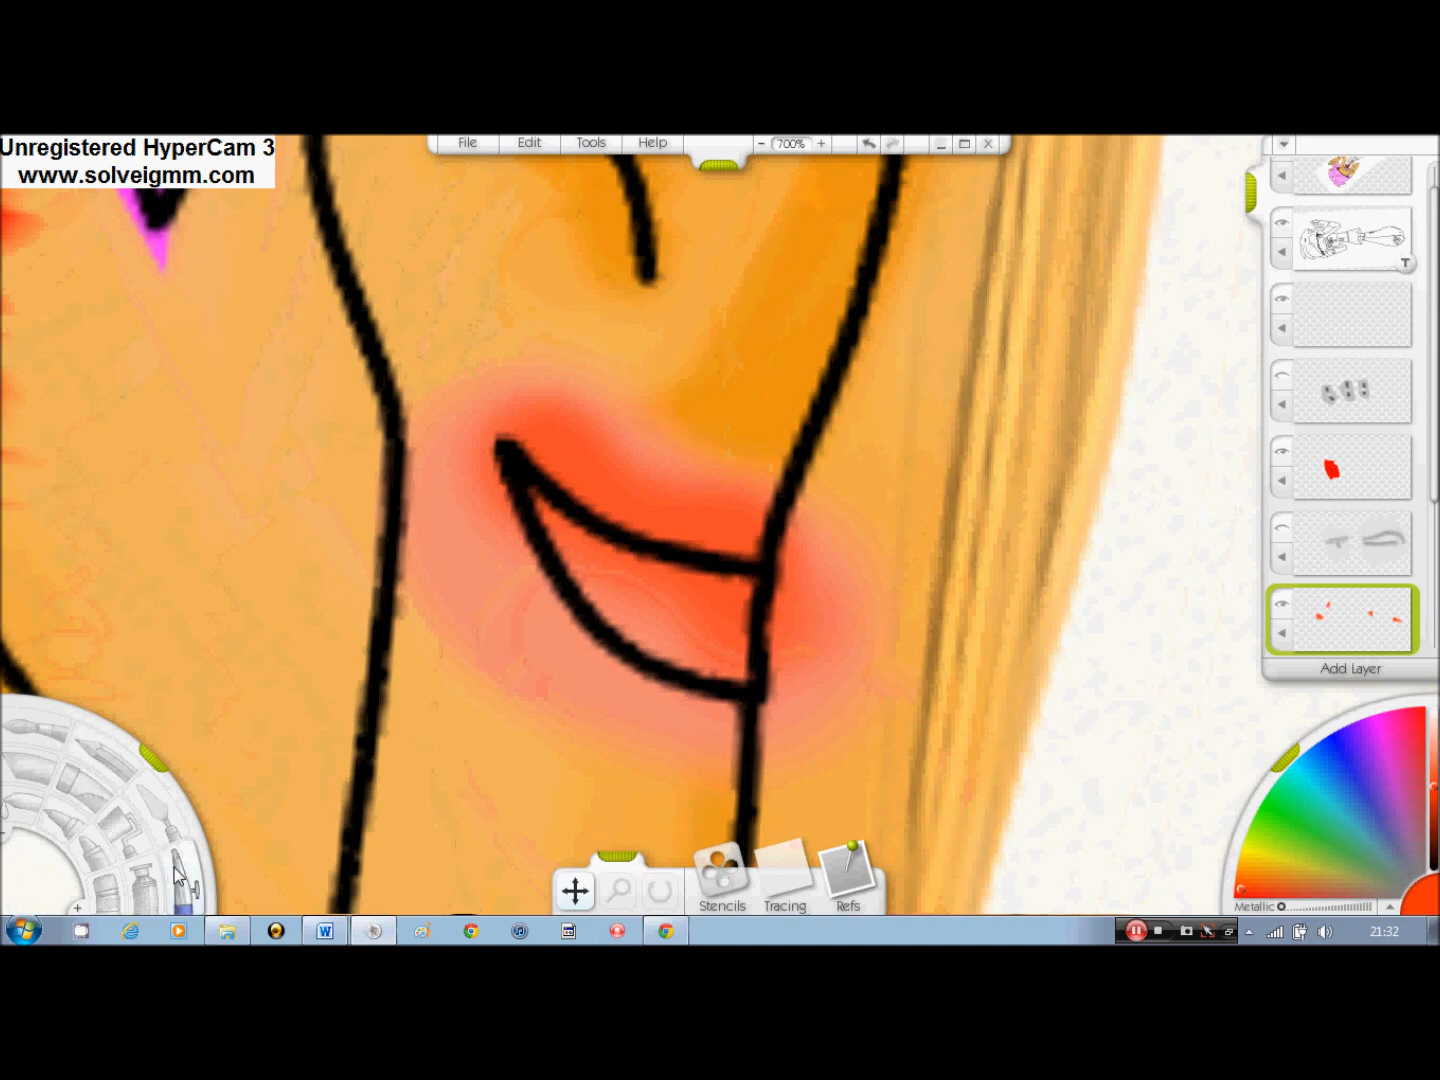 Unregistered HyperCam 3
www.solveigmm.com
File Edit Tools Help - 700% +
T
Add Layer
Stencils Tracing Refs
Metallic
W
21:32